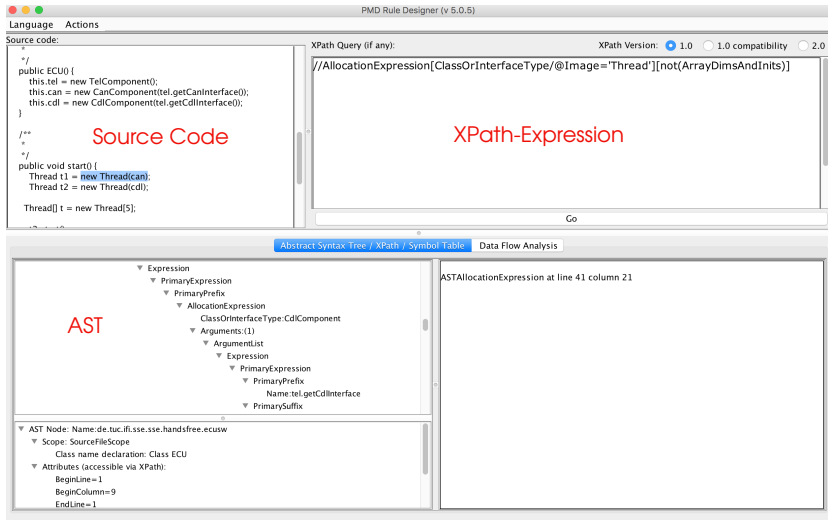 PMD Rule Designer (v 5.0.5)
Language Actions
Source code:
*
*/
public ECU() {
this.tel = new TelComponent();
this.can = new CanComponent(tel.getCanInterface());
this.cdl = new CdlComponent(tel.getCdlInterface());
}
/**
*
*/
public void start() {
Thread t1 = new Thread(can);
Thread t2 = new Thread(cdl);
Thread[] t = new Thread[5];
Source Code
XPath Query (if any):
XPath Version: 1.0 1.0 compatibility 2.0
//AllocationExpression[ClassOrInterfaceType/@Image='Thread'][not(ArrayDimsAndInits)]
XPath-Expression
Go
Abstract Syntax Tree / XPath / Symbol Table Data Flow Analysis
Expression
PrimaryExpression
PrimaryPrefix
AllocationExpression
ClassOrInterfaceType:CdlComponent
Arguments:(1)
ArgumentList
Expression
PrimaryExpression
PrimaryPrefix
Name:tel.getCdlInterface
PrimarySuffix
AST
ASTAllocationExpression at line 41 column 21
AST Node: Name:de.tuc.ifi.sse.sse.handsfree.ecusw
Scope: SourceFileScope
Class name declaration: Class ECU
Attributes (accessible via XPath):
BeginLine=1
BeginColumn=9
EndLine=1